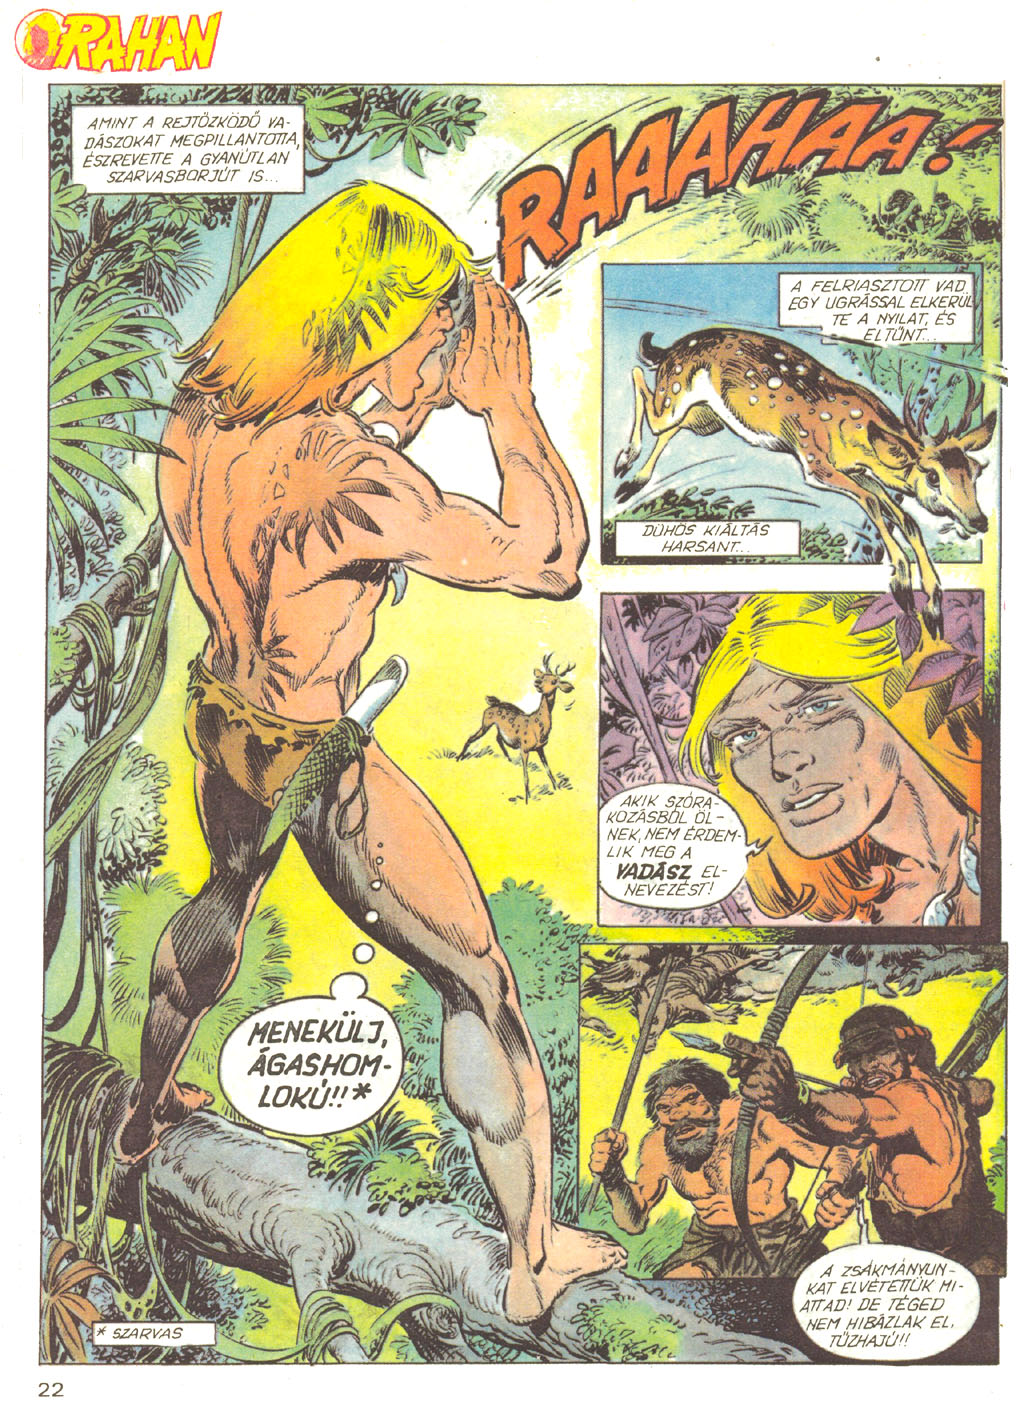 ORAHAN
AMINT A REJTŐZKÖDŐ VA-
DÁSZOKAT MEGPILLANTOTTA,
ÉSZREVETTE A GYANÚTLAN
SZARVASBORJÚT IS...
RAAAHAA!
A FELRIASZTOTT VAD
EGY UGRÁSSAL ELKERÜL
TE A NYILAT, ÉS
ELTŰNT...
DÜHÖS KIÁLTÁS
HARSANT...
AKIK SZÓRA-
KOZÁSBÓL ÖL-
NEK, NEM ÉRDEM-
LIK MEG A
VADÁSZ EL-
NEVEZÉST!
MENEKÜLJ,
ÁGASHOM-
LOKÚ!!*
A ZSÁKMÁNYUN-
KAT ELVÉTETTÜK MI-
ATTAD! DE TÉGED
NEM HIBÁZLAK EL,
TŰZHAJÚ!!
* SZARVAS
22